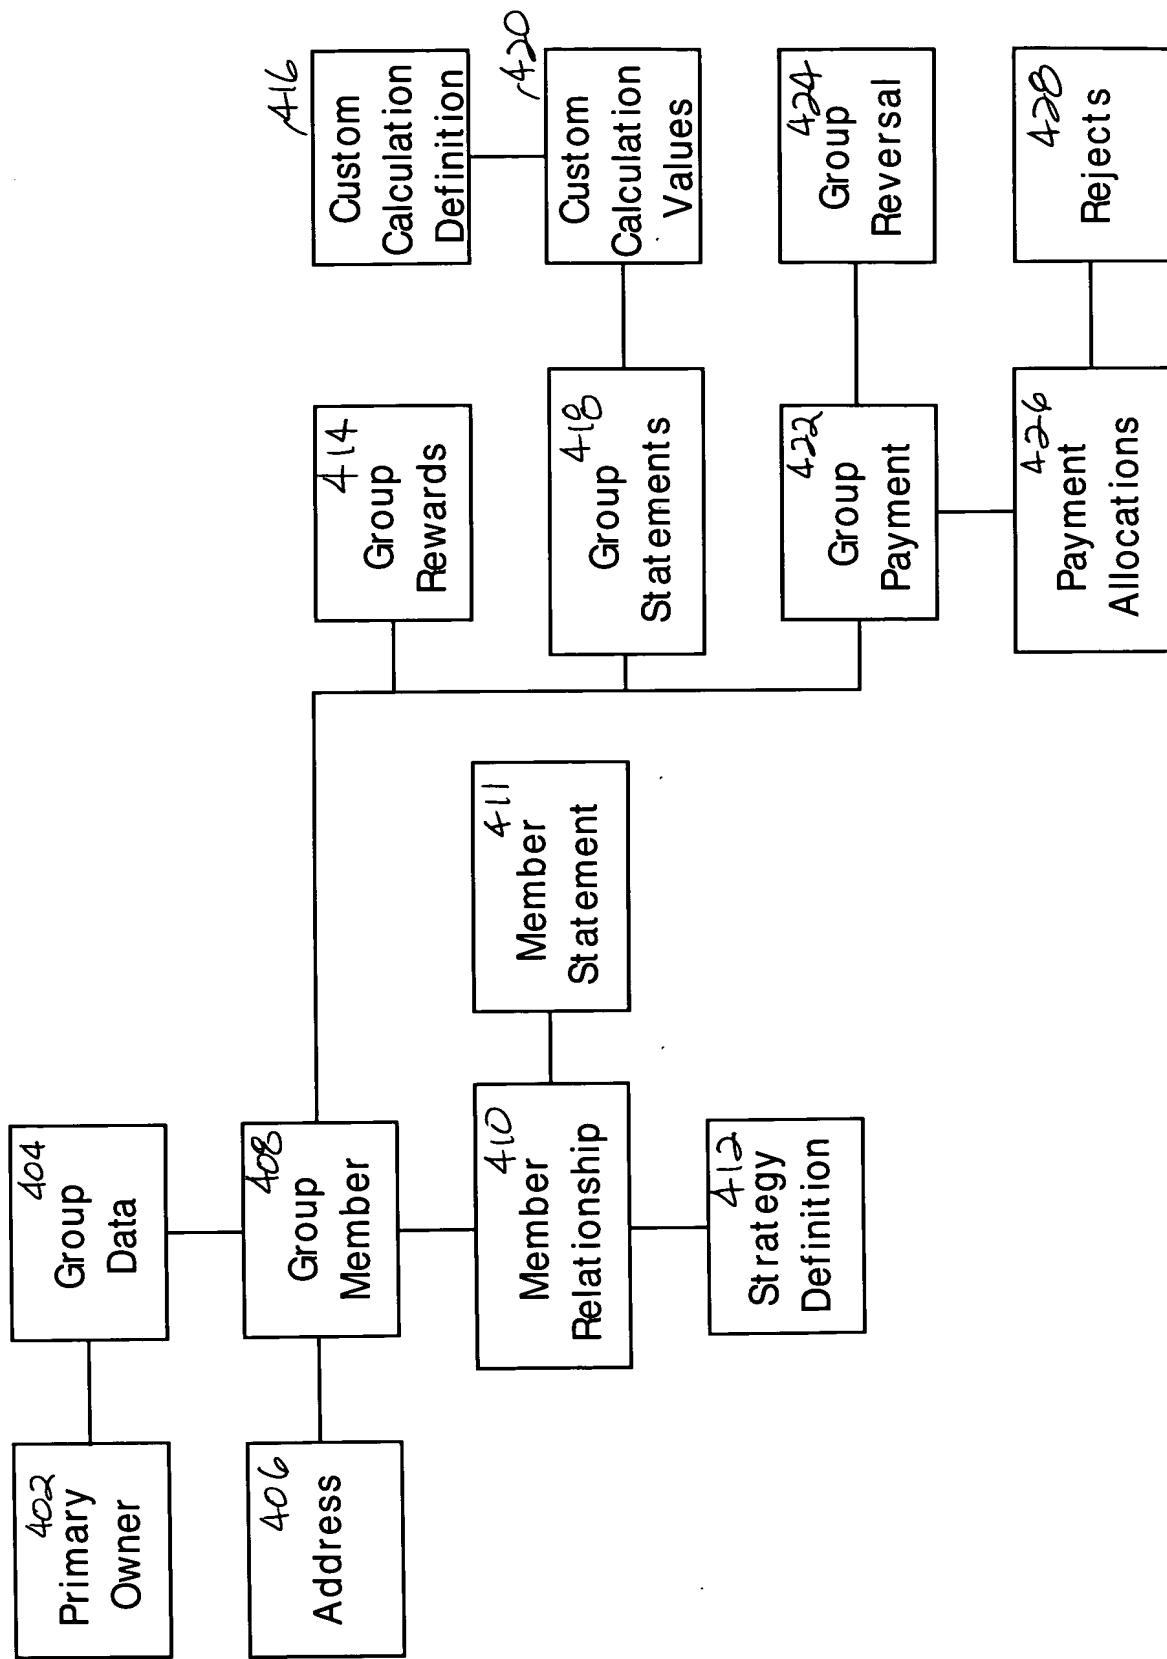 402
Primary
Owner
404
Group
Data
406
Address
408
Group
Member
410
Member
Relationship
411
Member
Statement
412
Strategy
Definition
414
Group
Rewards
416
Custom
Calculation
Definition
418
Group
Statements
420
Custom
Calculation
Values
422
Group
Payment
424
Group
Reversal
426
Payment
Allocations
428
Rejects